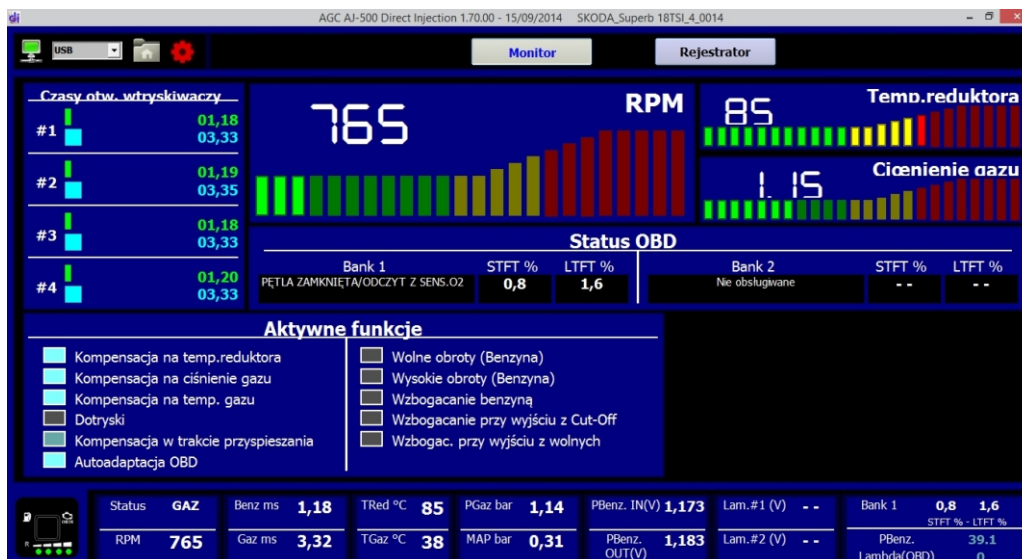 AGC AJ-500 Direct Injection 1.70.00 - 15/09/2014 SKODA_Superb 18TSI_4_0014
USB
Monitor
Rejestrator
Czasy otw. wtryskiwaczy
#1 01,18
03,33
#2 01,19
03,35
#3 01,18
03,33
#4 01,20
03,33
765 RPM
85 Temp.reduktora
1.15 Ciœnienie gazu
Status OBD
Bank 1 STFT % LTFT % Bank 2 STFT % LTFT %
PĘTLA ZAMKNIĘTA/ODCZYT Z SENS.O2 0,8 1,6 Nie obsługiwane - - - -
Aktywne funkcje
Kompensacja na temp.reduktora
Kompensacja na ciśnienie gazu
Kompensacja na temp. gazu
Dotryski
Kompensacja w trakcie przyspieszania
Autoadaptacja OBD
Wolne obroty (Benzyna)
Wysokie obroty (Benzyna)
Wzbogacanie benzyną
Wzbogacanie przy wyjściu z Cut-Off
Wzbogac. przy wyjściu z wolnych
Status GAZ Benz ms 1,18 TRed °C 85 PGaz bar 1,14 PBenz. IN(V) 1,173 Lam.#1 (V) - - Bank 1 0,8 1,6
STFT % - LTFT %
RPM 765 Gaz ms 3,32 TGaz °C 38 MAP bar 0,31 PBenz. OUT(V) 1,183 Lam.#2 (V) - - PBenz. 39.1
Lambda(OBD) 0